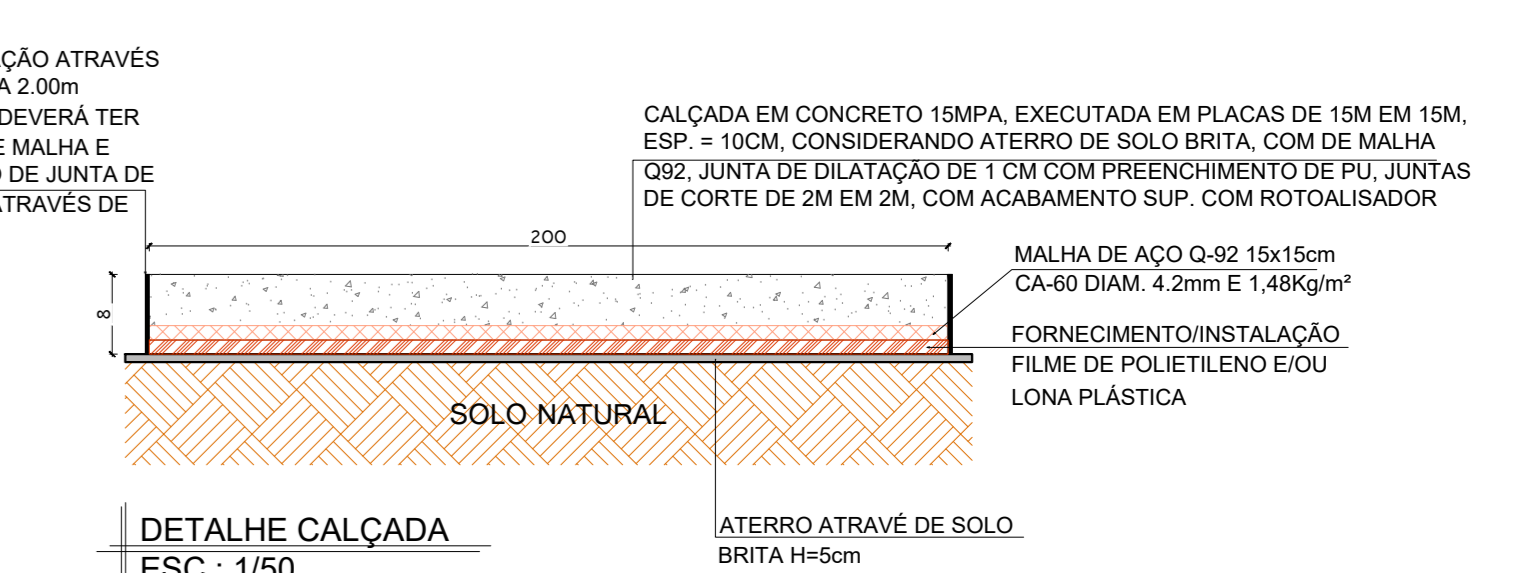 ÇÃO ATRAVÉS
A 2.00m
DEVERÁ TER
E MALHA E
O DE JUNTA DE
ATRAVÉS DE
CALÇADA EM CONCRETO 15MPA, EXECUTADA EM PLACAS DE 15M EM 15M,
ESP. = 10CM, CONSIDERANDO ATERRO DE SOLO BRITA, COM DE MALHA
Q92, JUNTA DE DILATAÇÃO DE 1 CM COM PREENCHIMENTO DE PU, JUNTAS
DE CORTE DE 2M EM 2M, COM ACABAMENTO SUP. COM ROTOALISADOR
200
8
MALHA DE AÇO Q-92 15x15cm
CA-60 DIAM. 4.2mm E 1,48Kg/m²
FORNECIMENTO/INSTALAÇÃO
FILME DE POLIETILENO E/OU
LONA PLÁSTICA
SOLO NATURAL
ATERRO ATRAVÉ DE SOLO
BRITA H=5cm
DETALHE CALÇADA
ESC.: 1/50